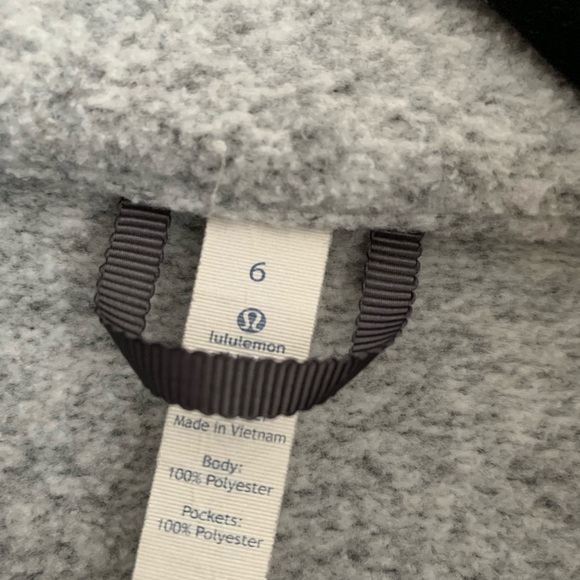 6
lululemon
Made in Vietnam
Body:
100% Polyester
Pockets:
100% Polyester